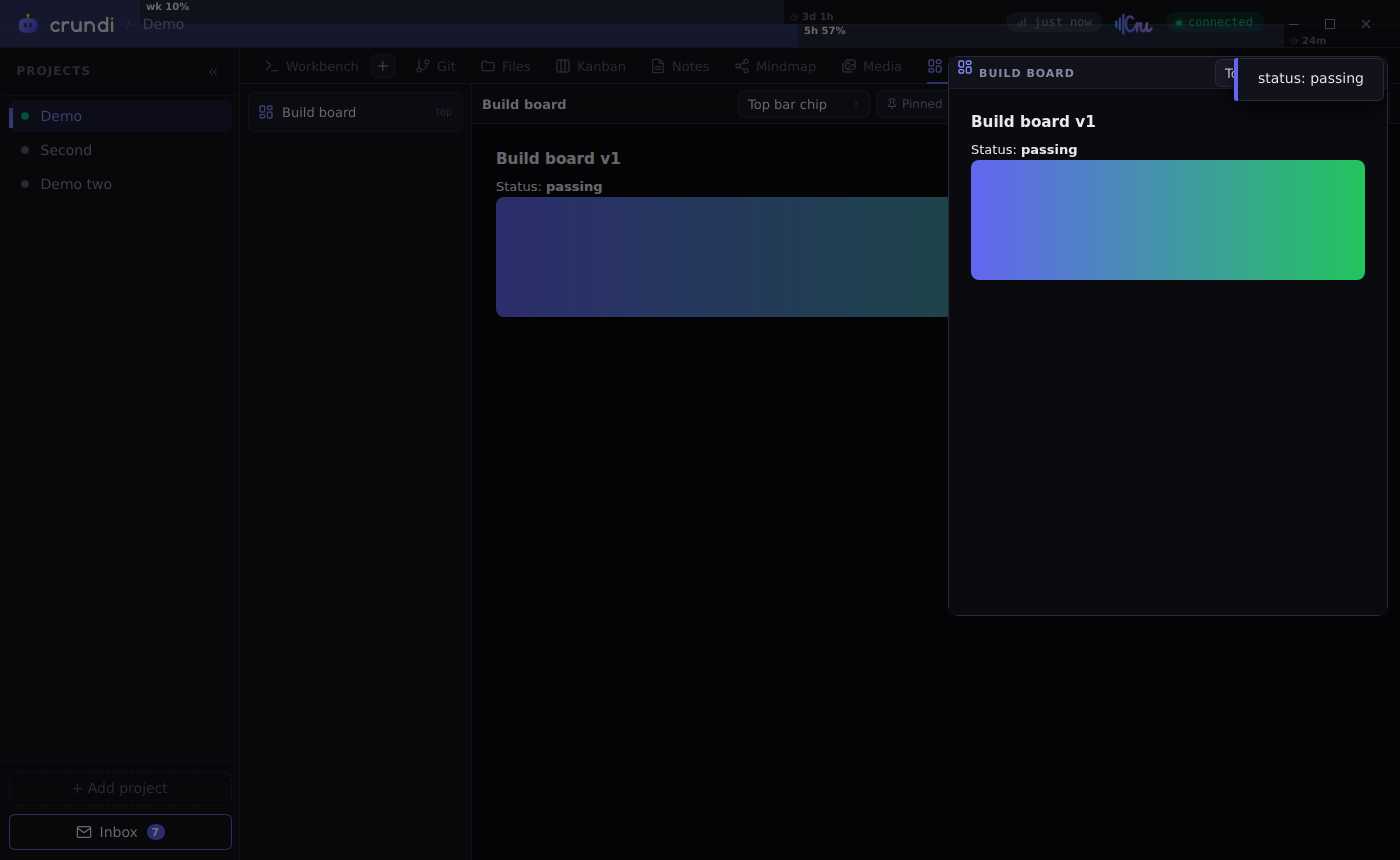 wk 10%
crundi / Demo
3d 1h
5h 57%
just now
Cru
connected
24m
PROJECTS
Demo
Second
Demo two
+ Add project
Inbox 7
Workbench
+
Git
Files
Kanban
Notes
Mindmap
Media
Build board top
Build board
Top bar chip
Pinned
Build board v1
Status: passing
BUILD BOARD
To
status: passing
Build board v1
Status: passing